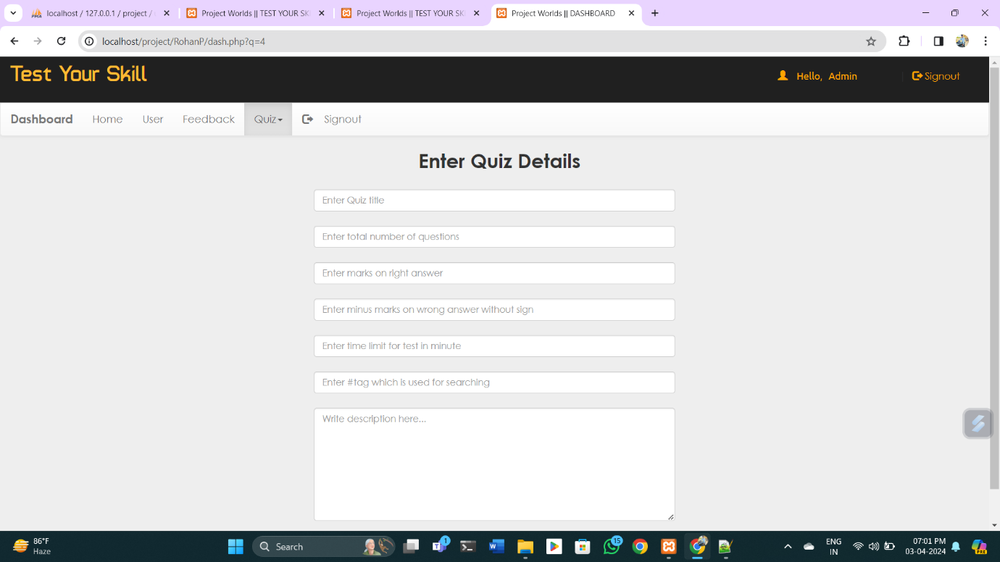 localhost / 127.0.0.1 / project /
Project Worlds || TEST YOUR SK
Project Worlds || TEST YOUR SK
Project Worlds || DASHBOARD
localhost/project/RohanP/dash.php?q=4
Test Your Skill
Hello, Admin
Signout
Dashboard
Home
User
Feedback
Quiz
Signout
Enter Quiz Details
Enter Quiz title
Enter total number of questions
Enter marks on right answer
Enter minus marks on wrong answer without sign
Enter time limit for test in minute
Enter #tag which is used for searching
Write description here...
86°F
Haze
Search
1
15
ENG
IN
07:01 PM
03-04-2024
PRE